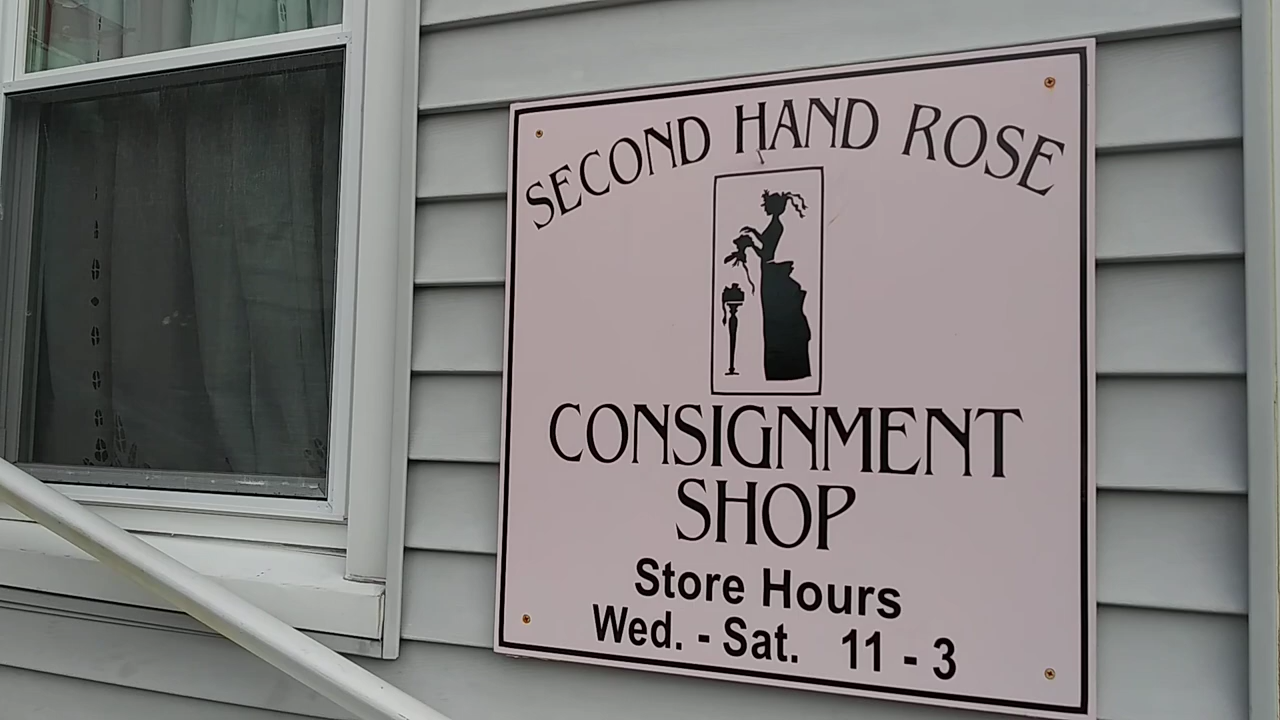 SECOND HAND ROSE
CONSIGNMENT
SHOP
Store Hours
Wed. - Sat. 11 - 3